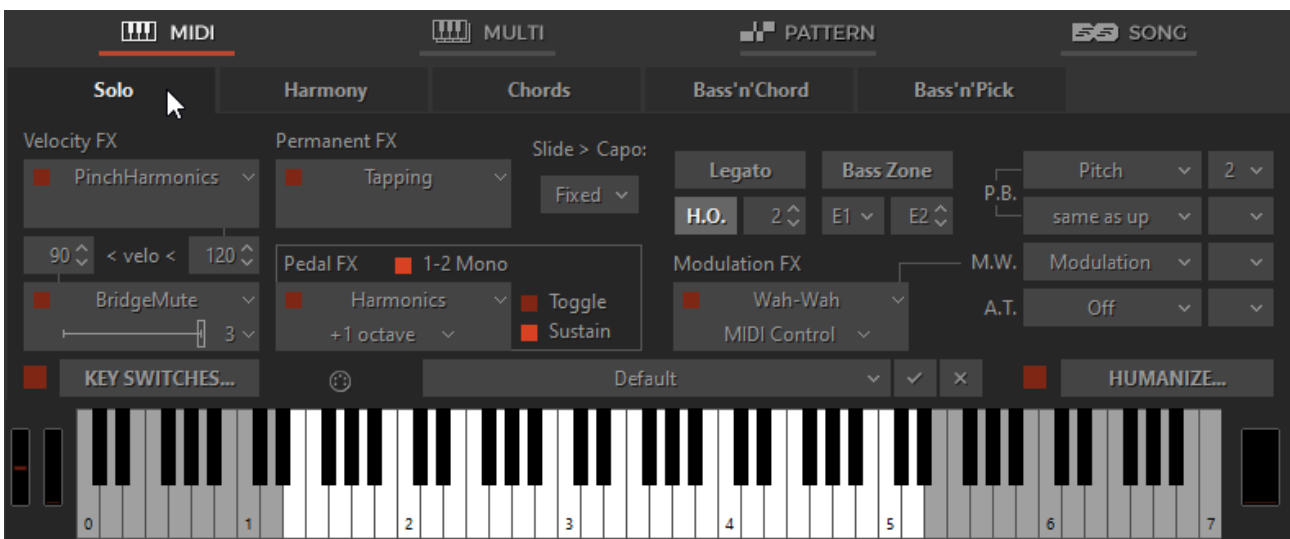 MIDI MULTI PATTERN SONG
Solo Harmony Chords Bass'n'Chord Bass'n'Pick
Velocity FX Permanent FX Slide > Capo:
PinchHarmonics Tapping Fixed Legato Bass Zone P.B. Pitch 2
H.O. 2 E1 E2 same as up
90 < velo < 120 Pedal FX 1-2 Mono Modulation FX M.W. Modulation
BridgeMute Harmonics Toggle Wah-Wah A.T. Off
3 +1 octave Sustain MIDI Control
KEY SWITCHES... Default HUMANIZE...
0 1 2 3 4 5 6 7